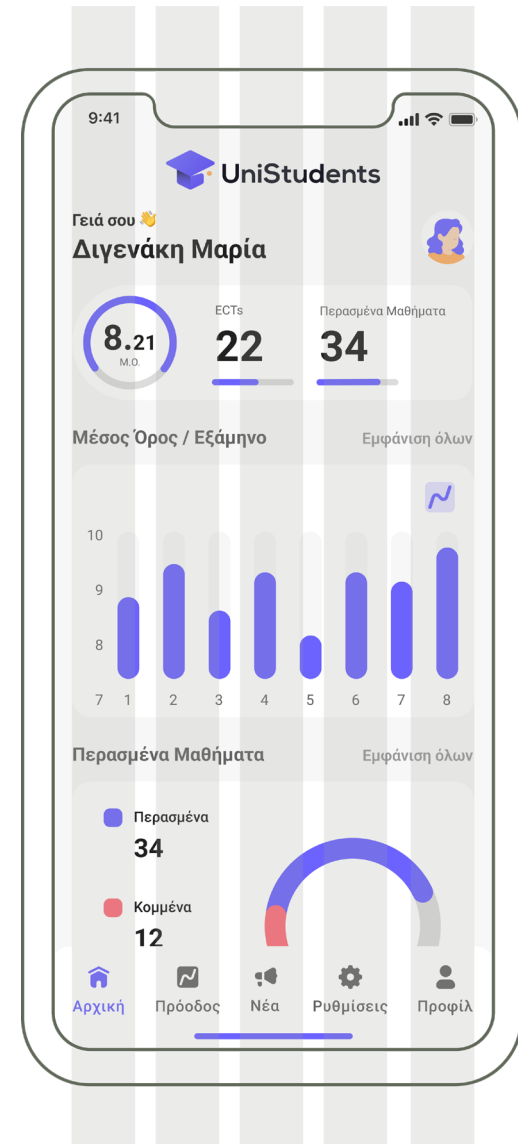 9:41
UniStudents
Γειά σου 👋
Διγενάκη Μαρία
8.21
Μ.Ο.
ECTs
22
Περασμένα Μαθήματα
34
Μέσος Όρος / Εξάμηνο
Εμφάνιση όλων
10
9
8
7 1 2 3 4 5 6 7 8
Περασμένα Μαθήματα
Εμφάνιση όλων
Περασμένα
34
Κομμένα
12
Αρχική Πρόοδος Νέα Ρυθμίσεις Προφίλ